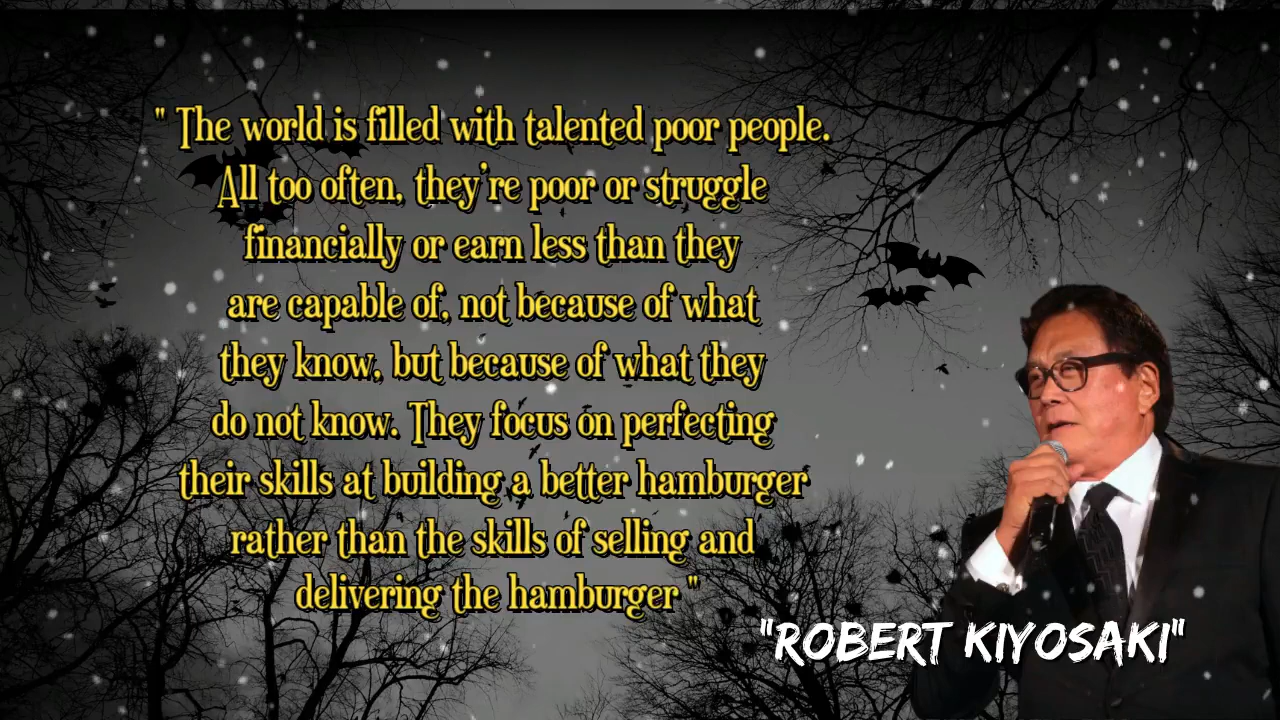 " The world is filled with talented poor people.
All too often, they're poor or struggle
financially or earn less than they
are capable of, not because of what
they know, but because of what they
do not know. They focus on perfecting
their skills at building a better hamburger
rather than the skills of selling and
delivering the hamburger "
"ROBERT KIYOSAKI"